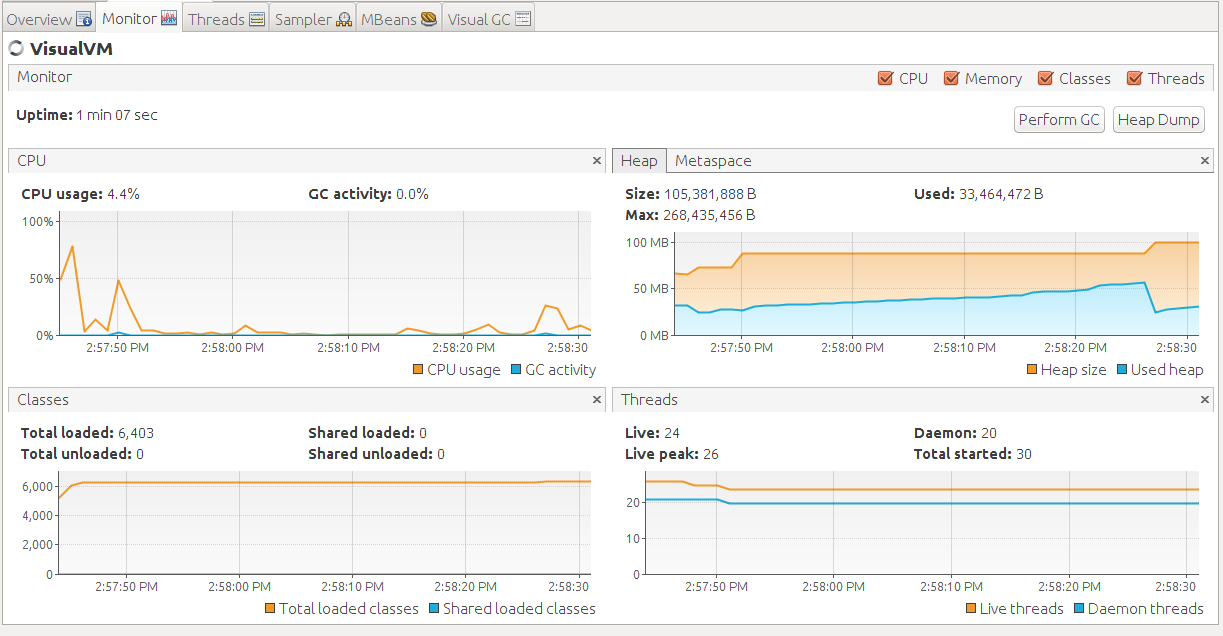 Overview Monitor Threads Sampler MBeans Visual GC
VisualVM
Monitor CPU Memory Classes Threads
Uptime: 1 min 07 sec
Perform GC Heap Dump
CPU ×
CPU usage: 4.4% GC activity: 0.0%
100%
50%
0%
2:57:50 PM 2:58:00 PM 2:58:10 PM 2:58:20 PM 2:58:30
CPU usage GC activity
Heap Metaspace ×
Size: 105,381,888 B Used: 33,464,472 B
Max: 268,435,456 B
100 MB
50 MB
0 MB
2:57:50 PM 2:58:00 PM 2:58:10 PM 2:58:20 PM 2:58:30
Heap size Used heap
Classes ×
Total loaded: 6,403 Shared loaded: 0
Total unloaded: 0 Shared unloaded: 0
6,000
4,000
2,000
0
2:57:50 PM 2:58:00 PM 2:58:10 PM 2:58:20 PM 2:58:30
Total loaded classes Shared loaded classes
Threads ×
Live: 24 Daemon: 20
Live peak: 26 Total started: 30
20
10
0
2:57:50 PM 2:58:00 PM 2:58:10 PM 2:58:20 PM 2:58:30
Live threads Daemon threads